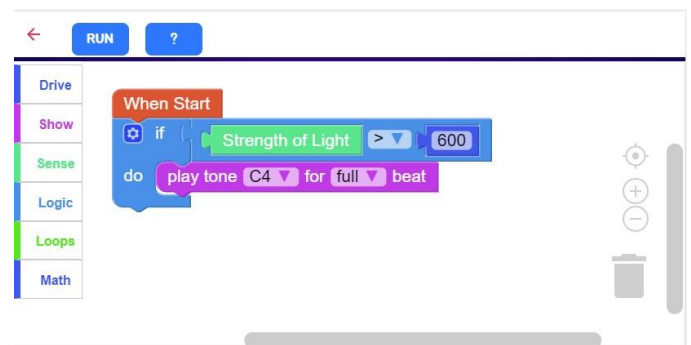 RUN ?
Drive
Show
Sense
Logic
Loops
Math
When Start
if Strength of Light > 600
do play tone C4 for full beat